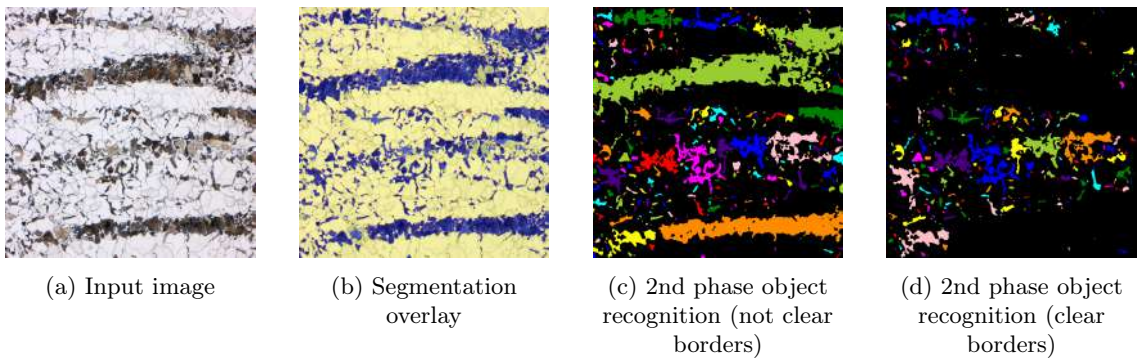 (a) Input image
(b) Segmentation
overlay
(c) 2nd phase object
recognition (not clear
borders)
(d) 2nd phase object
recognition (clear
borders)